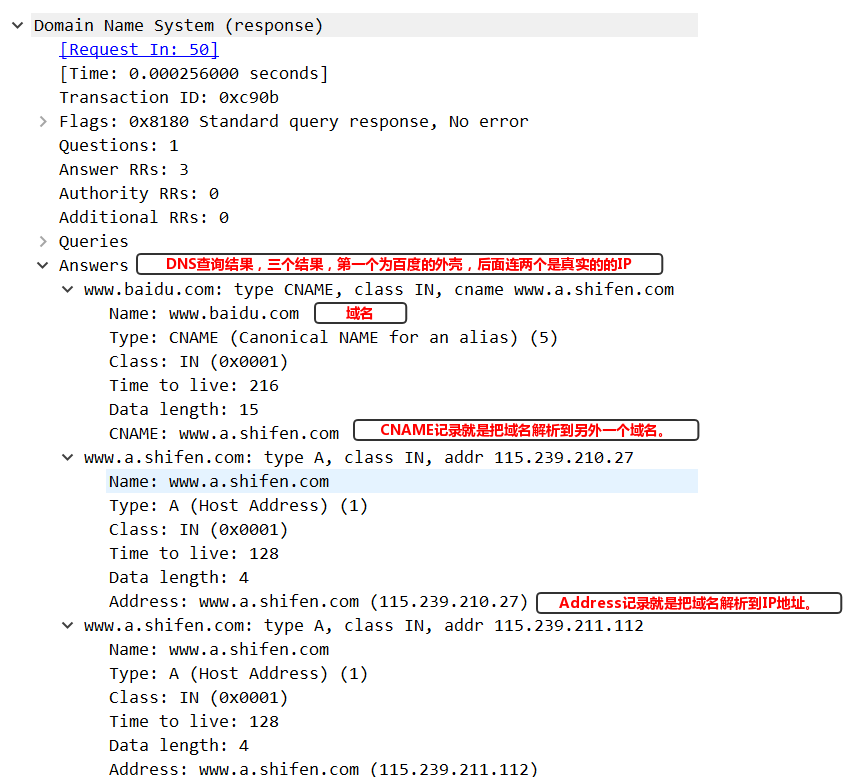 Domain Name System (response)
[Request In: 50]
[Time: 0.000256000 seconds]
Transaction ID: 0xc90b
Flags: 0x8180 Standard query response, No error
Questions: 1
Answer RRs: 3
Authority RRs: 0
Additional RRs: 0
Queries
Answers DNS查询结果，三个结果，第一个为百度的外壳，后面连两个是真实的的IP
www.baidu.com: type CNAME, class IN, cname www.a.shifen.com
Name: www.baidu.com 域名
Type: CNAME (Canonical NAME for an alias) (5)
Class: IN (0x0001)
Time to live: 216
Data length: 15
CNAME: www.a.shifen.com CNAME记录就是把域名解析到另外一个域名。
www.a.shifen.com: type A, class IN, addr 115.239.210.27
Name: www.a.shifen.com
Type: A (Host Address) (1)
Class: IN (0x0001)
Time to live: 128
Data length: 4
Address: www.a.shifen.com (115.239.210.27) Address记录就是把域名解析到IP地址。
www.a.shifen.com: type A, class IN, addr 115.239.211.112
Name: www.a.shifen.com
Type: A (Host Address) (1)
Class: IN (0x0001)
Time to live: 128
Data length: 4
Address: www.a.shifen.com (115.239.211.112)